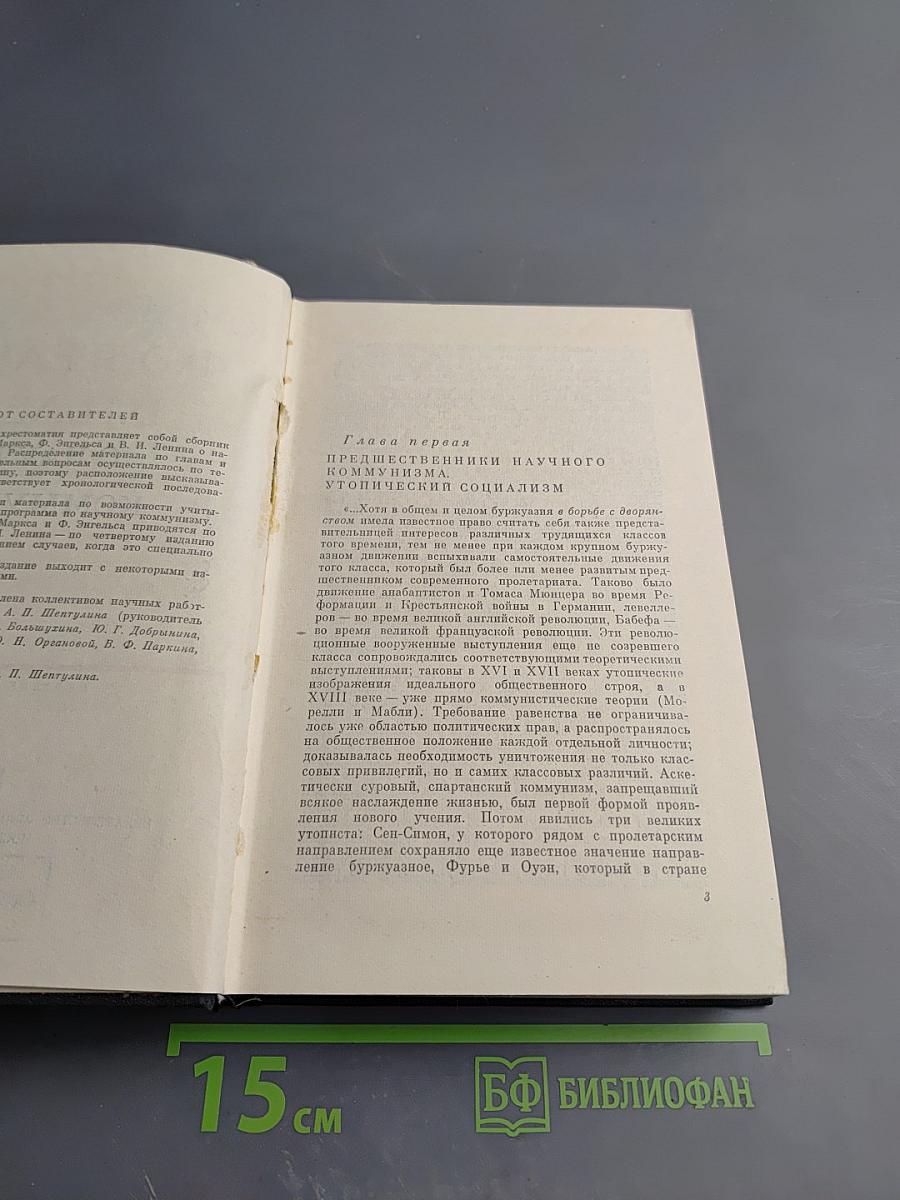 ОТ СОСТАВИТЕЛЕЙ
хрестоматия представляет собой сборник
Маркса, Ф. Энгельса и В. И. Ленина о на-
Распределение материала по главам и
ельным вопросам осуществлялось по те-
пу, поэтому расположение высказыва-
тветствует хронологической последова-
и материала по возможности учиты-
программа по научному коммунизму.
Маркса и Ф. Энгельса приводятся по
И. Ленина — по четвертому изданию
нием случаев, когда это специально
здание выходит с некоторыми из-
ми.
лена коллективом научных работ-
А. П. Шептулина (руководитель
Большухина, Ю. Г. Добрынина,
Н. Органовой, В. Ф. Паркина,
П. Шептулина.
Глава первая
ПРЕДШЕСТВЕННИКИ НАУЧНОГО
КОММУНИЗМА.
УТОПИЧЕСКИЙ СОЦИАЛИЗМ
«...Хотя в общем и целом буржуазия в борьбе с дворян-
ством имела известное право считать себя также предста-
вительницей интересов различных трудящихся классов
того времени, тем не менее при каждом крупном буржу-
азном движении вспыхивали самостоятельные движения
того класса, который был более или менее развитым пред-
шественником современного пролетариата. Таково было
движение анабаптистов и Томаса Мюнцера во время Ре-
формации и Крестьянской войны в Германии, левелле-
ров — во время великой английской революции, Бабефа —
во время великой французской революции. Эти револю-
ционные вооруженные выступления еще не созревшего
класса сопровождались соответствующими теоретическими
выступлениями; таковы в XVI и XVII веках утопические
изображения идеального общественного строя, а в
XVIII веке — уже прямо коммунистические теории (Мо-
релли и Мабли). Требование равенства не ограничива-
лось уже областью политических прав, а распространялось
на общественное положение каждой отдельной личности;
доказывалась необходимость уничтожения не только клас-
совых привилегий, но и самих классовых различий. Аске-
тически суровый, спартанский коммунизм, запрещавший
всякое наслаждение жизнью, был первой формой прояв-
ления нового учения. Потом явились три великих
утописта: Сен-Симон, у которого рядом с пролетарским
направлением сохраняло еще известное значение направ-
ление буржуазное, Фурье и Оуэн, который в стране
3
15 см
БФ БИБЛИОФАН